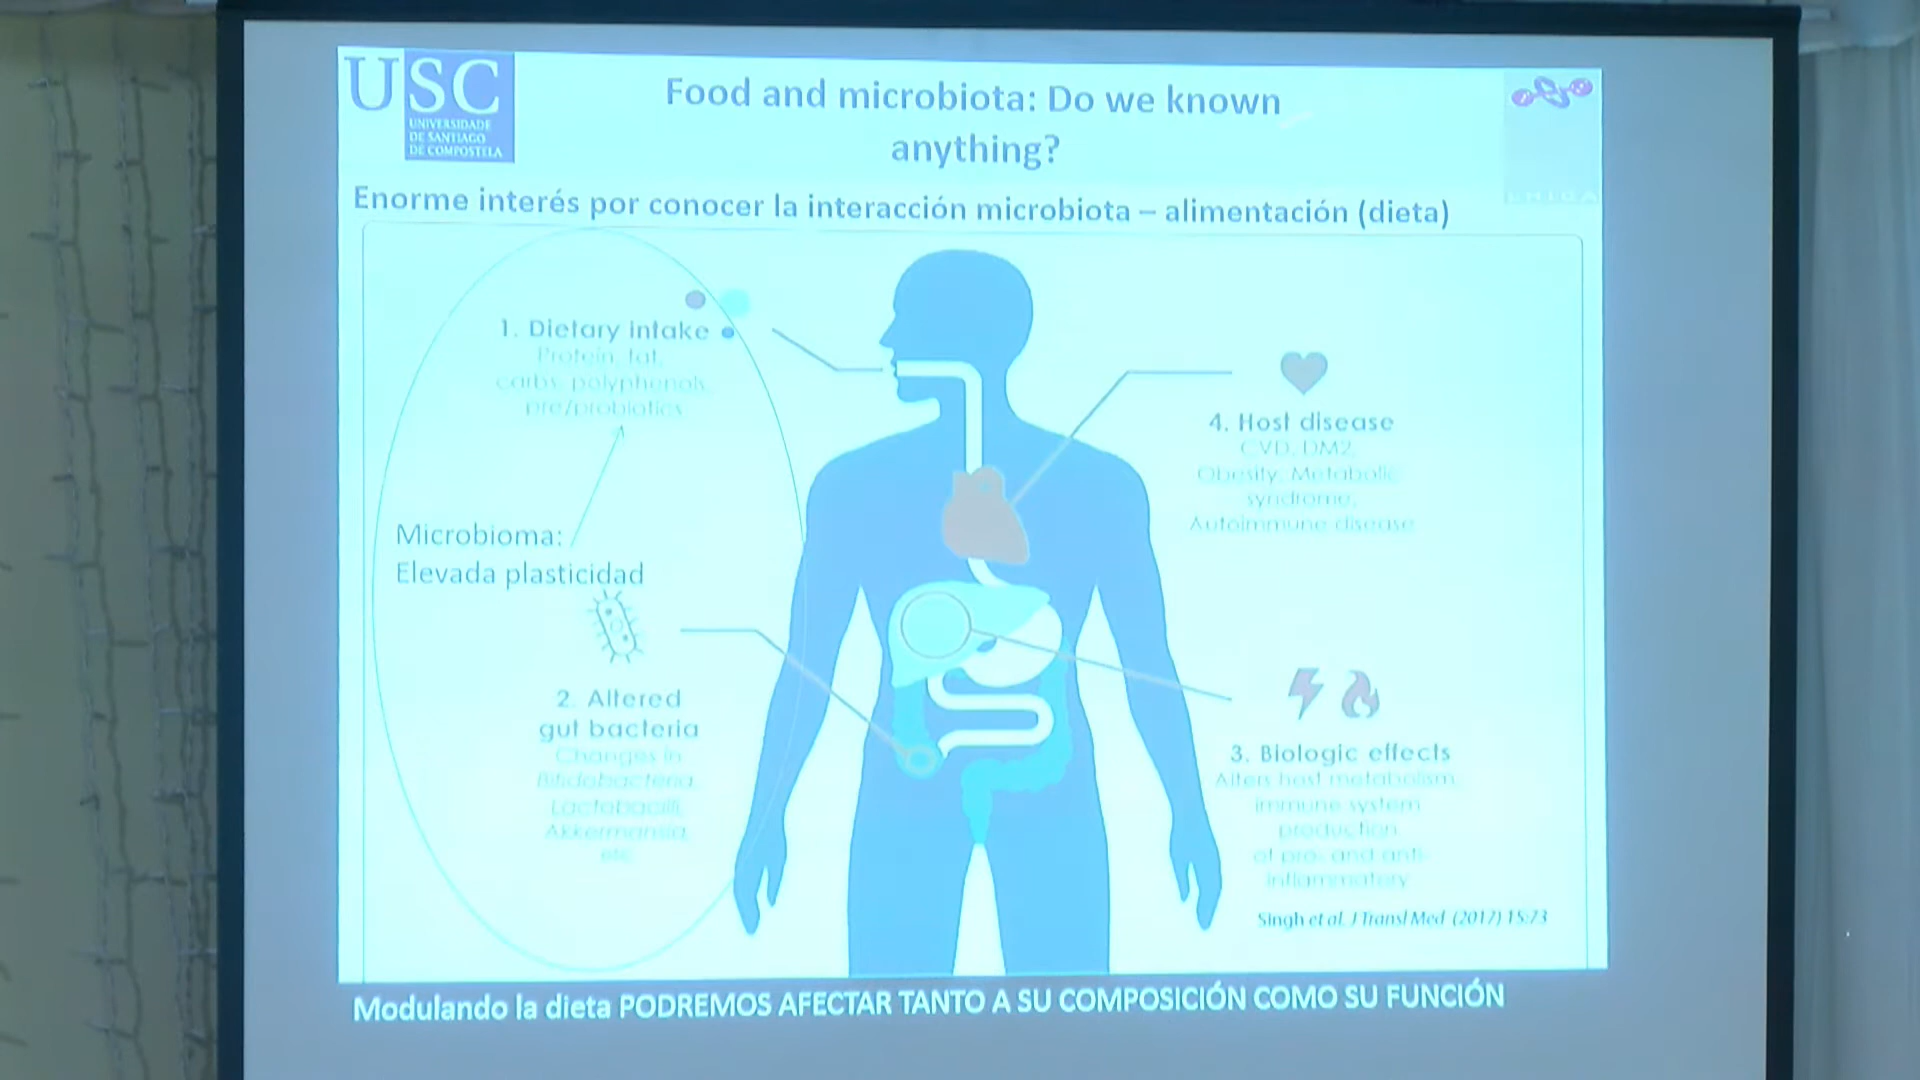 USC
UNIVERSIDADE
DE SANTIAGO
DE COMPOSTELA
Food and microbiota: Do we known
anything?
Enorme interés por conocer la interacción microbiota – alimentación (dieta)
1. Dietary intake
Protein, fat,
carbs, polyphenols,
pre/probiotics
Microbioma:
Elevada plasticidad
2. Altered
gut bacteria
Changes in
Bifidobacteria,
Lactobacilli,
Akkermansia,
etc
4. Host disease
CVD, DM2,
Obesity, Metabolic
syndrome,
Autoimmune disease
3. Biologic effects
Alters host metabolism,
immune system
production
of pro- and anti-
inflammatory
Singh et al. J Transl Med (2017) 15:73
Modulando la dieta PODREMOS AFECTAR TANTO A SU COMPOSICIÓN COMO SU FUNCIÓN